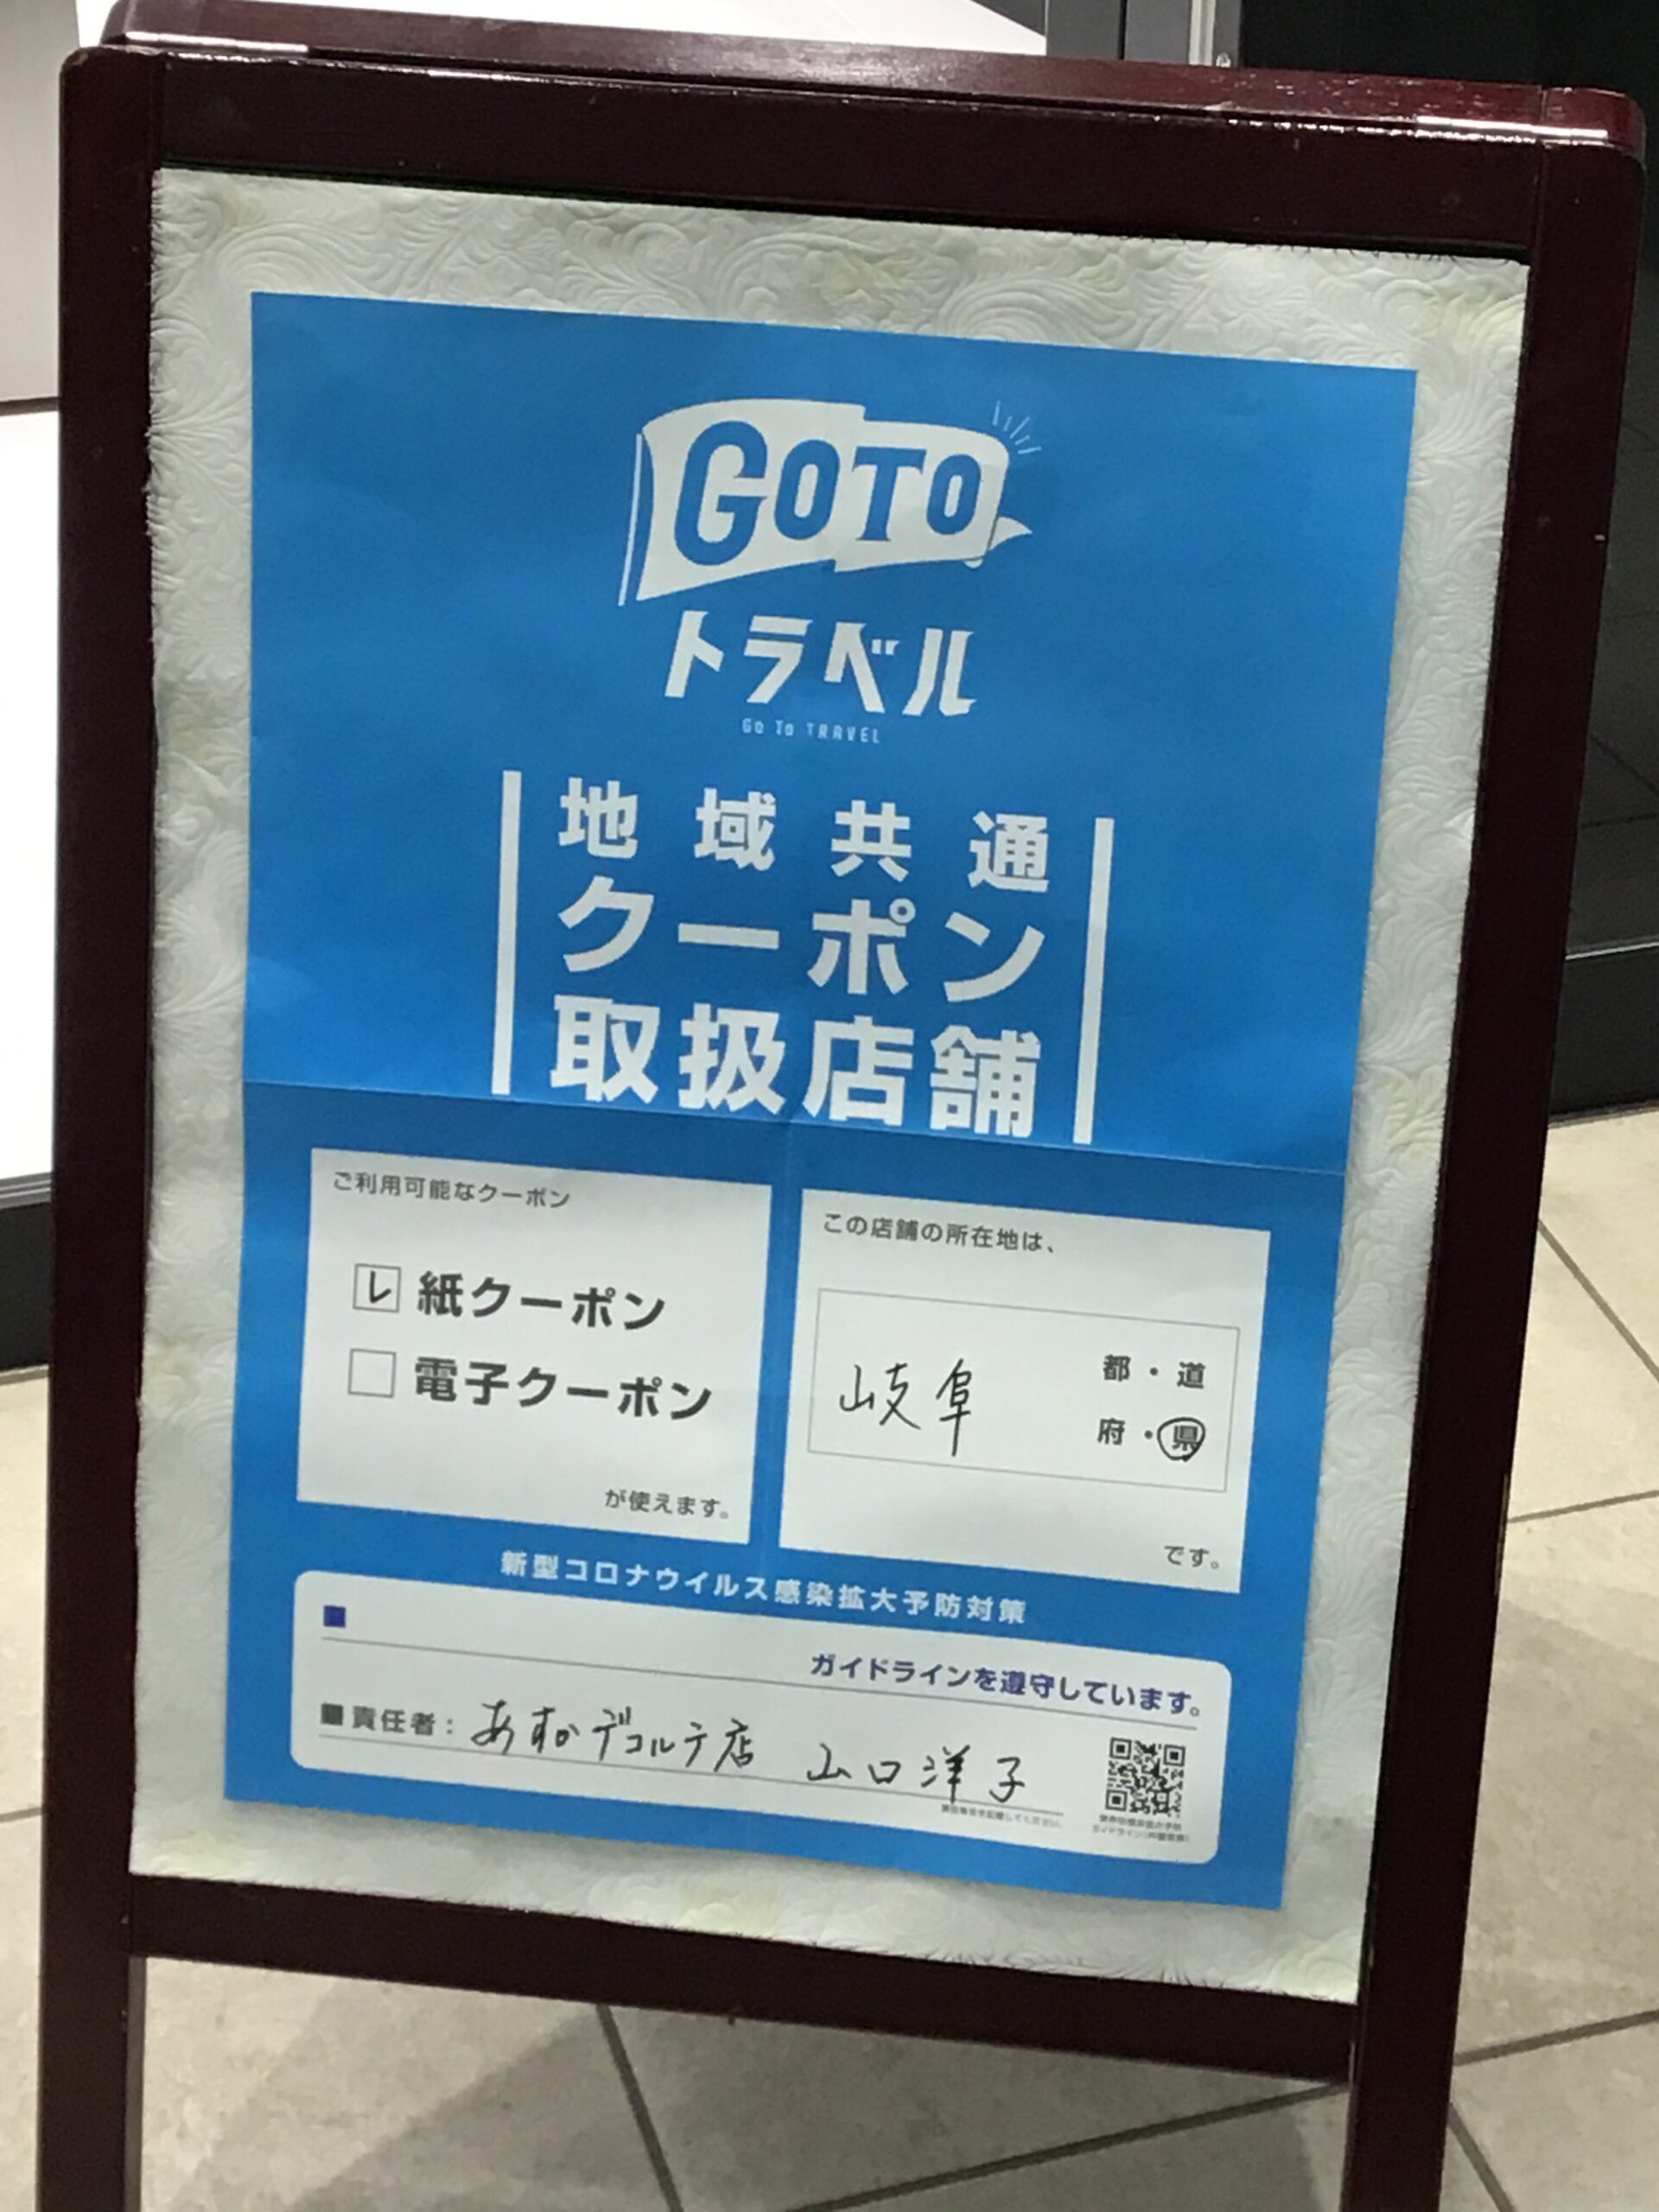 GOTO
トラベル
Go To TRAVEL
地域共通
クーポン
取扱店舗
ご利用可能なクーポン
レ 紙クーポン
電子クーポン
が使えます。
この店舗の所在地は、
都・道
岐阜
府・県
です。
新型コロナウイルス感染拡大予防対策
■
ガイドラインを遵守しています。
■責任者：あすかデコルテ店 山口洋子